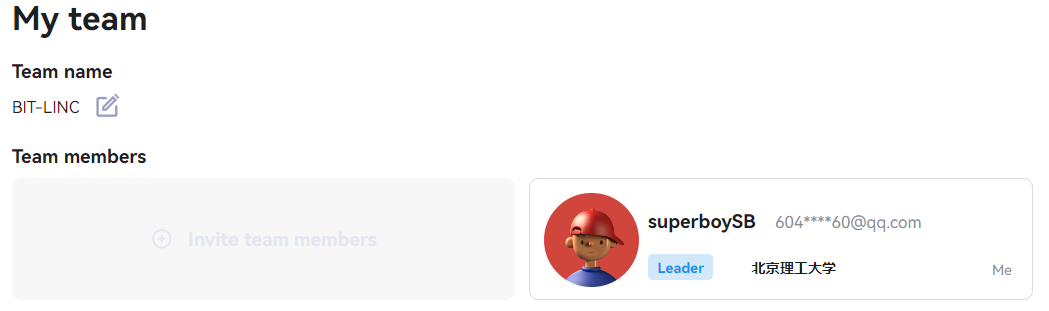 My team
Team name
BIT-LINC
Team members
Invite team members
superboySB 604****60@qq.com
Leader 北京理工大学 Me